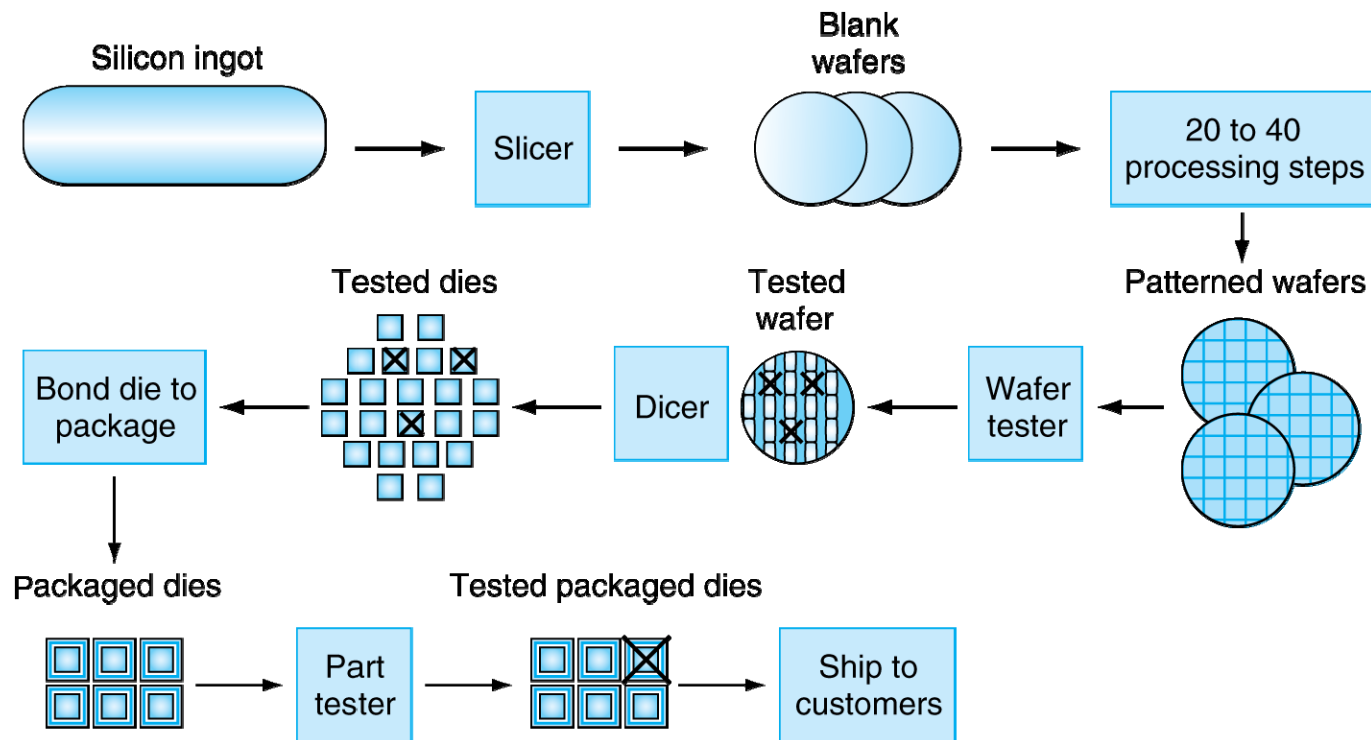 Silicon ingot
Slicer
Blank
wafers
20 to 40
processing steps
Patterned wafers
Wafer
tester
Tested
wafer
Dicer
Tested dies
Bond die to
package
Packaged dies
Part
tester
Tested packaged dies
Ship to
customers